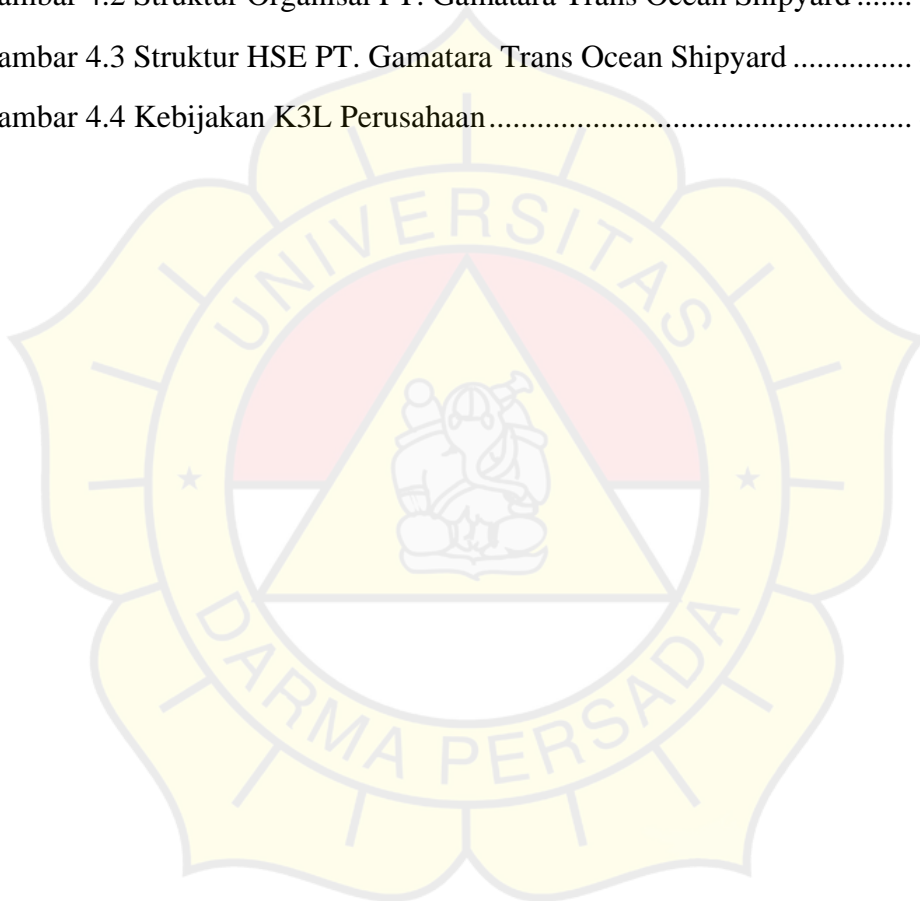 ambar 4.2 Struktur Organisai PT. Gamatara Trans Ocean Shipyard .......
ambar 4.3 Struktur HSE PT. Gamatara Trans Ocean Shipyard ...............
ambar 4.4 Kebijakan K3L Perusahaan.....................................................
UNIVERSITAS
DARMA PERSADA